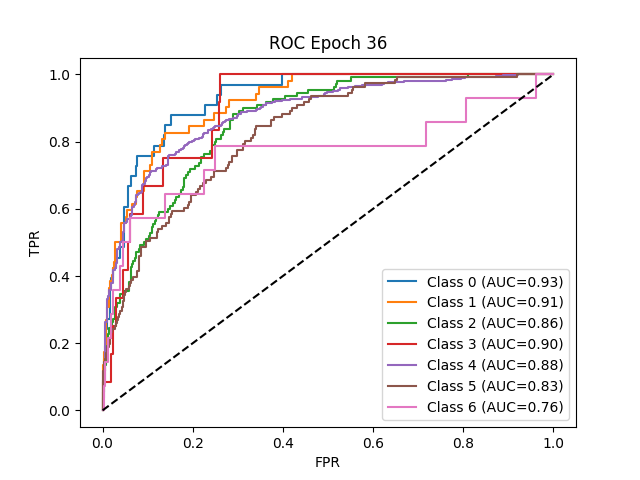 ROC Epoch 36
TPR
1.0
0.8
0.6
0.4
0.2
0.0
Class 0 (AUC=0.93)
Class 1 (AUC=0.91)
Class 2 (AUC=0.86)
Class 3 (AUC=0.90)
Class 4 (AUC=0.88)
Class 5 (AUC=0.83)
Class 6 (AUC=0.76)
0.0 0.2 0.4 0.6 0.8 1.0
FPR